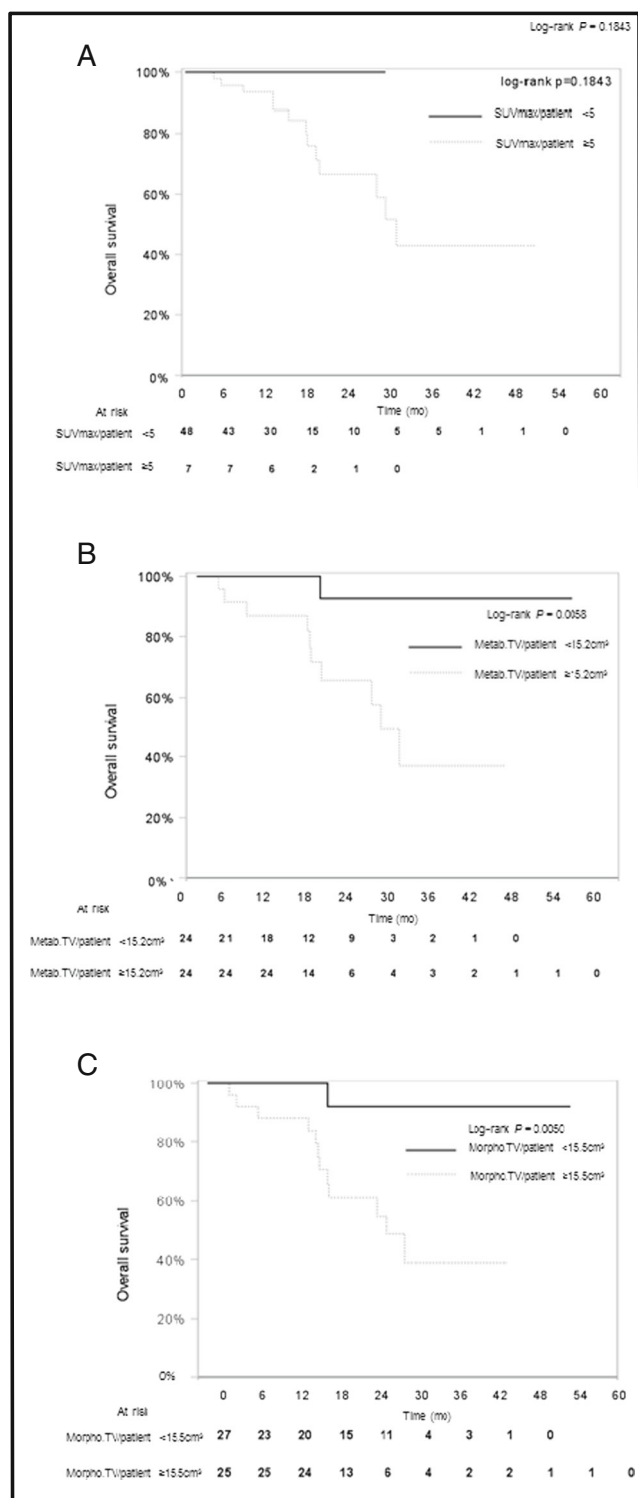 Log-rank P = 0.1843
A
100%
80%
60%
40%
20%
0%
Overall survival
log-rank p=0.1843
SUVmax/patient <5
SUVmax/patient ≥5
0 6 12 18 24 30 36 42 48 54 60
Time (mo)
At risk
SUVmax/patient <5 48 43 30 15 10 5 5 1 1 0
SUVmax/patient ≥5 7 7 6 2 1 0
B
100%
80%
60%
40%
20%
0%
Overall survival
Log-rank P = 0.0058
Metab.TV/patient <15.2cm³
Metab.TV/patient ≥15.2cm³
0 6 12 18 24 30 36 42 48 54 60
Time (mo)
At risk
Metab.TV/patient <15.2cm³ 24 21 18 12 9 3 2 1 0
Metab.TV/patient ≥15.2cm³ 24 24 24 14 6 4 3 2 1 1 0
C
100%
80%
60%
40%
20%
0%
Overall survival
Log-rank P = 0.0050
Morpho.TV/patient <15.5cm³
Morpho.TV/patient ≥15.5cm³
0 6 12 18 24 30 36 42 50 54 60
Time (mo)
At risk
Morpho.TV/patient <15.5cm³ 27 23 20 15 11 4 3 1 0
Morpho.TV/patient ≥15.5cm³ 25 25 24 13 6 4 2 2 1 1 0